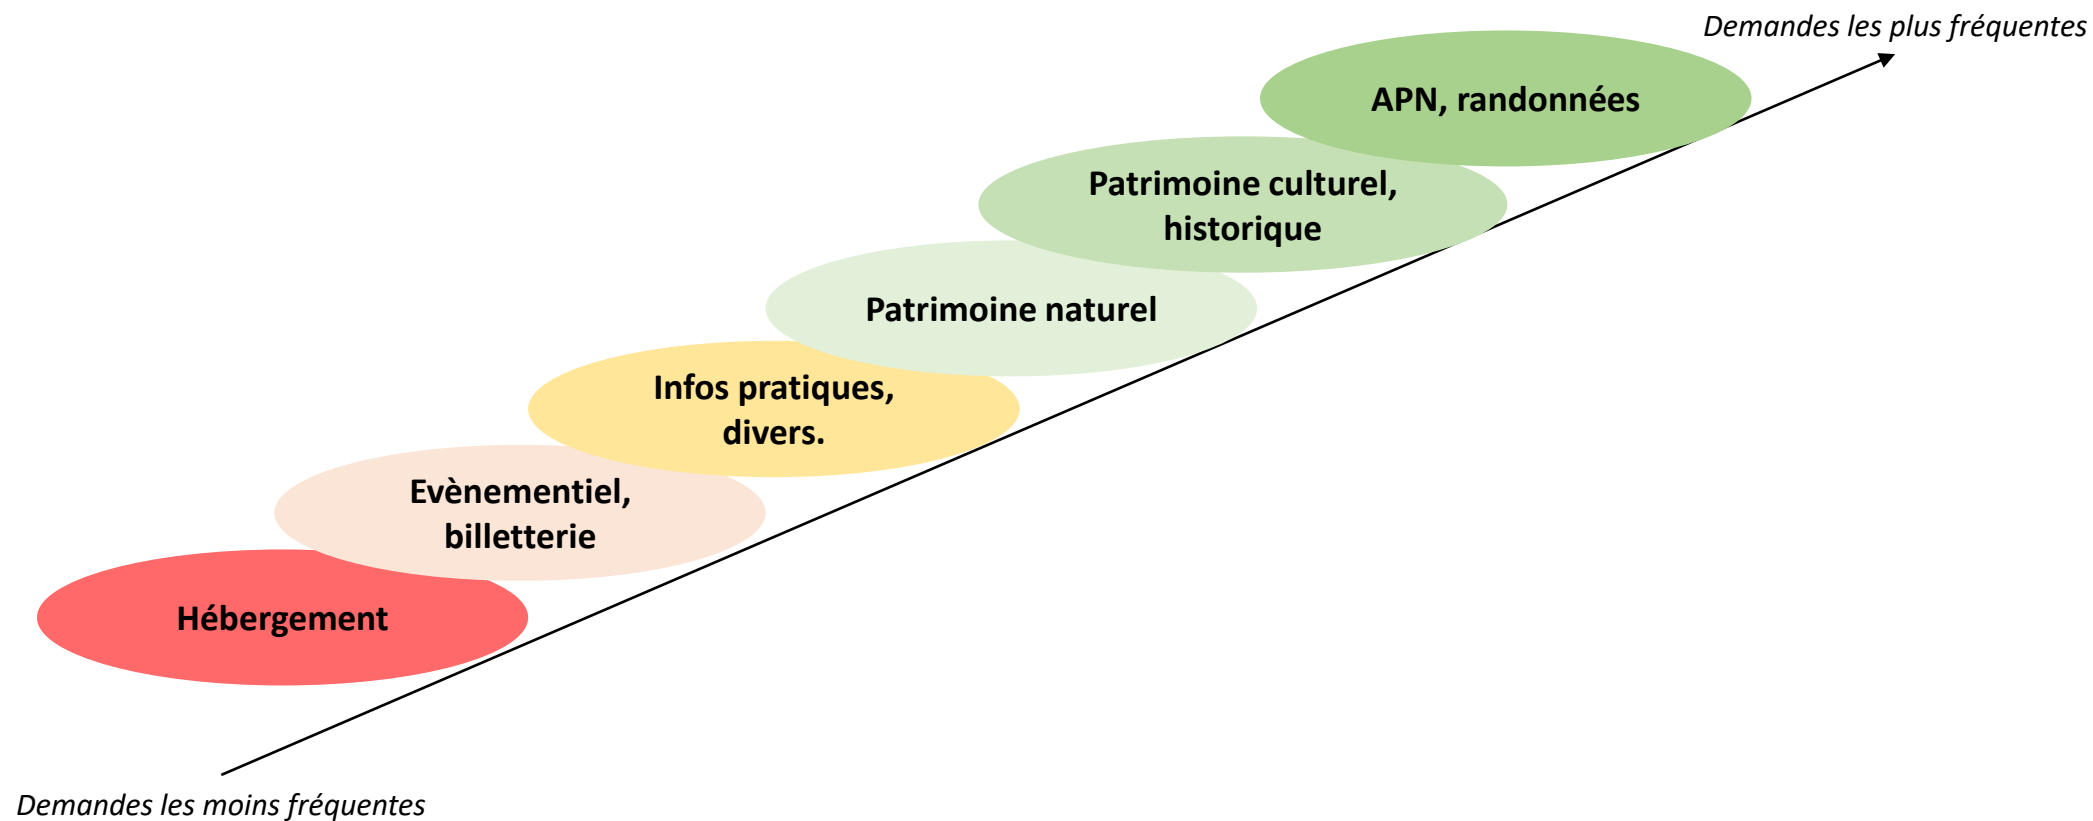 Demandes les plus fréquentes
APN, randonnées
Patrimoine culturel,
historique
Patrimoine naturel
Infos pratiques,
divers.
Evènementiel,
billetterie
Hébergement
Demandes les moins fréquentes